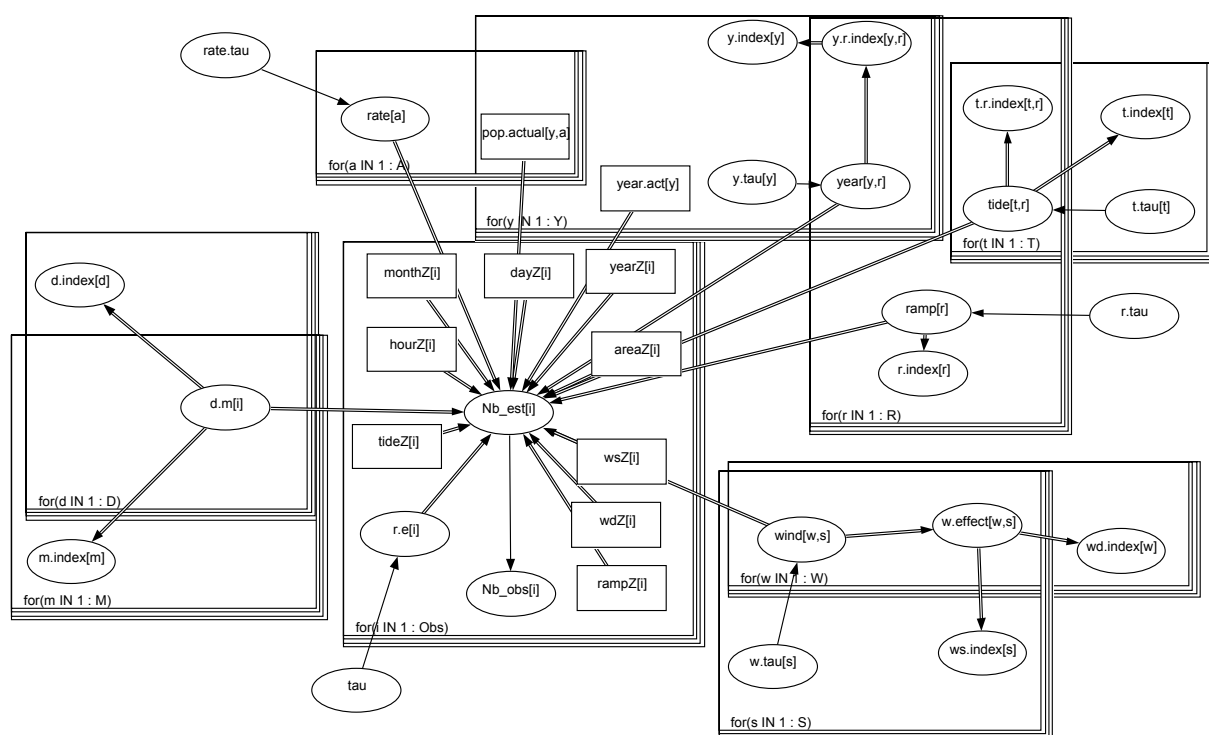 rate.tau
y.index[y]
y.r.index[y,r]
t.r.index[t,r]
t.index[t]
rate[a]
pop.actual[y,a]
for(a IN 1 : A)
year.act[y]
y.tau[y]
year[y,r]
tide[t,r]
t.tau[t]
for(y IN 1 : Y)
for(t IN 1 : T)
monthZ[i]
dayZ[i]
yearZ[i]
d.index[d]
ramp[r]
r.tau
hourZ[i]
areaZ[i]
r.index[r]
d.m[i]
Nb_est[i]
for(r IN 1 : R)
tideZ[i]
wsZ[i]
for(d IN 1 : D)
r.e[i]
wdZ[i]
wind[w,s]
w.effect[w,s]
wd.index[w]
m.index[m]
Nb_obs[i]
rampZ[i]
for(w IN 1 : W)
for(m IN 1 : M)
for(i IN 1 : Obs)
w.tau[s]
ws.index[s]
tau
for(s IN 1 : S)